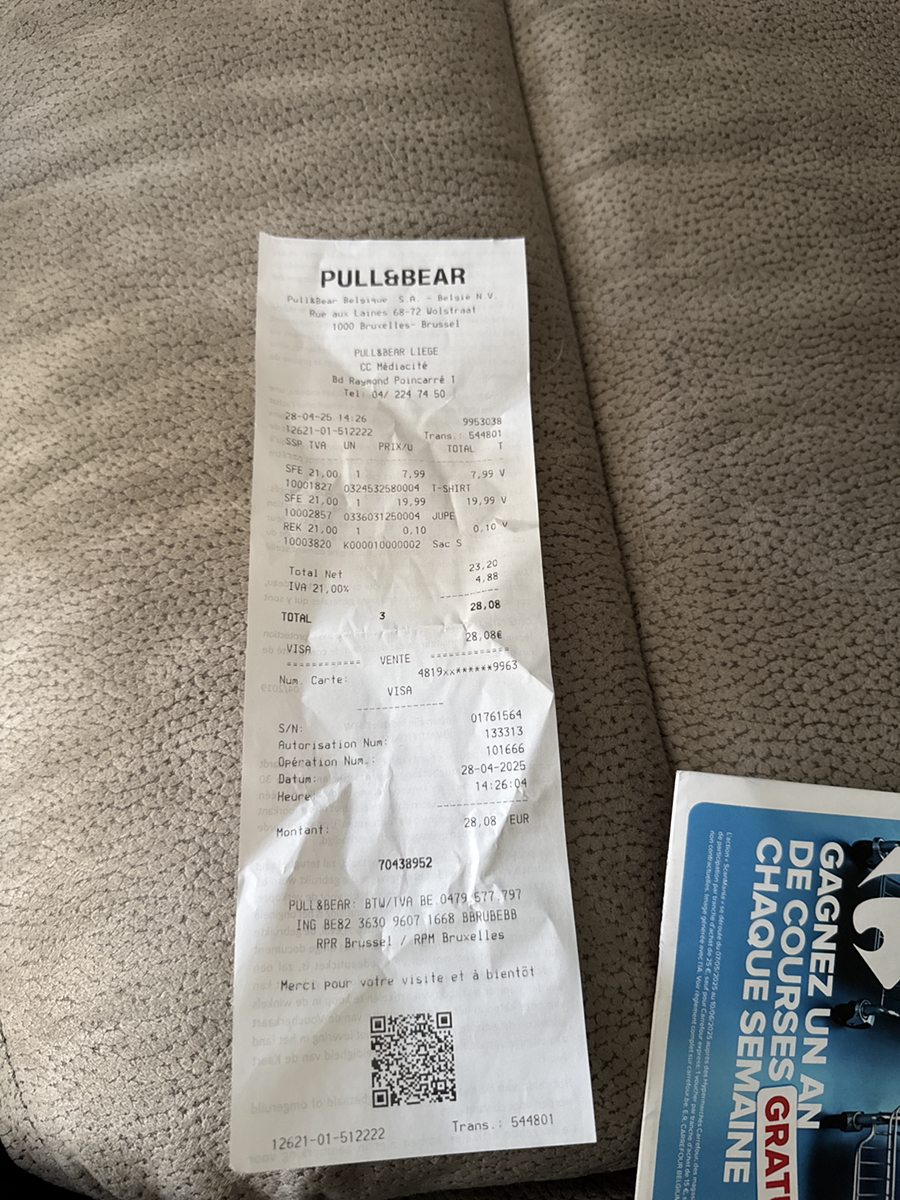 PULL&BEAR
Pull&Bear Belgique S.A. - België N.V.
Rue aux Laines 68-72 Wolstraat
1000 Bruxelles- Brussel
PULL&BEAR LIEGE
CC Médiacité
Bd Raymond Poincarré 1
Tel: 04/ 224 74 50
28-04-25 14:26 9953038
12621-01-512222 Trans.: 544801
SSP TVA UN PRIX/U TOTAL T
SFE 21,00 1 7,99 7,99 V
10001827 0324532580004 T-SHIRT
SFE 21,00 1 19,99 19,99 V
10002857 0336031250004 JUPE
REK 21,00 1 0,10 0,10 V
10003820 K000010000002 Sac S
Total Net 23,20
IVA 21,00% 4,88
----------
TOTAL 3 28,08
VISA 28,08€
=========== VENTE ============
Num. Carte: 4819xx******9963
VISA
-------------
S/N: 01761564
Autorisation Num: 133313
Opération Num.: 101666
Datum: 28-04-2025
Heure 14:26:04
--------------
Montant: 28,08 EUR
70438952
PULL&BEAR: BTW/TVA BE 0479,677,797
ING BE82 3630 9607 1668 BBRUBEBB
RPR Brussel / RPM Bruxelles
Merci pour votre visite et à bientôt
12621-01-512222 Trans.: 544801
GAGNEZ UN AN
DE COURSES GRATU
CHAQUE SEMAINE